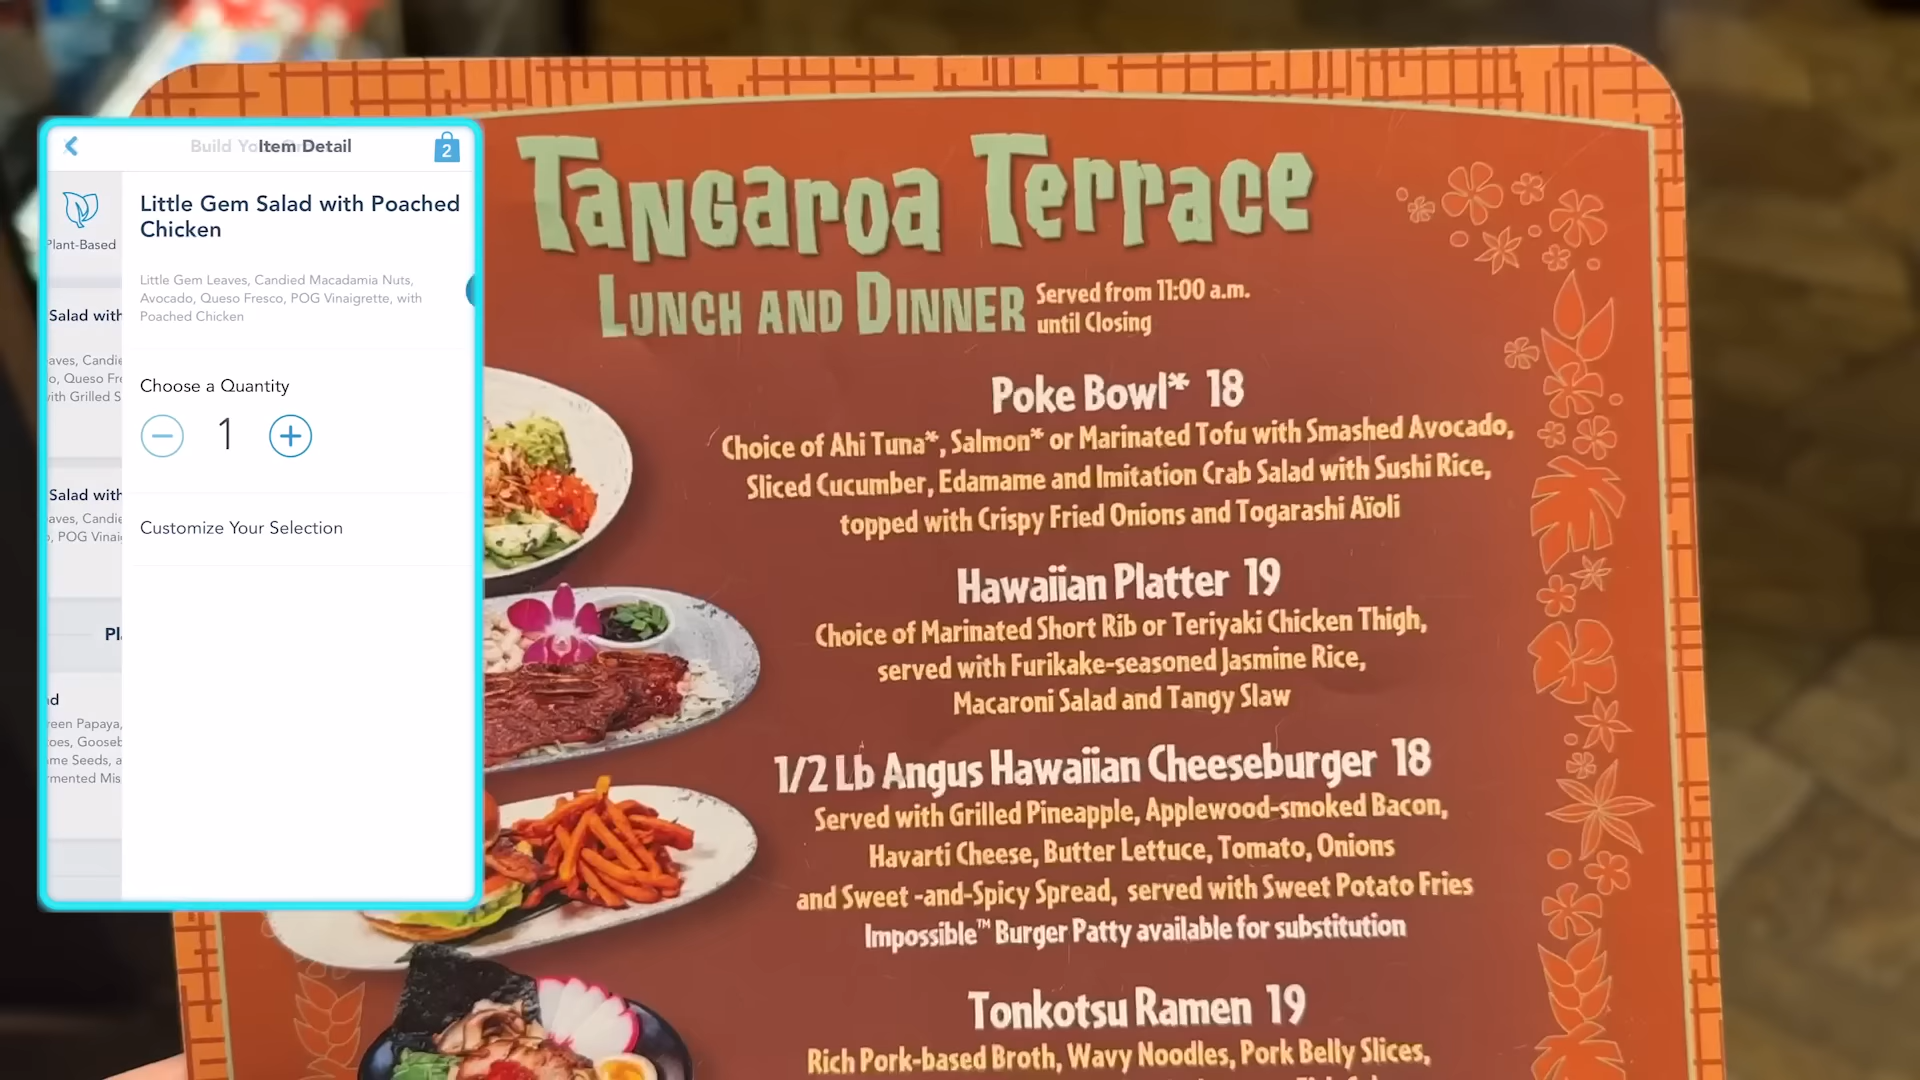 Item Detail
2
Plant-Based
Little Gem Salad with Poached
Chicken
Little Gem Leaves, Candied Macadamia Nuts,
Avocado, Queso Fresco, POG Vinaigrette, with
Poached Chicken
Choose a Quantity
1
Customize Your Selection
Salad with
Salad with
Tangaroa Terrace
Lunch and Dinner
Served from 11:00 a.m.
until Closing
Poke Bowl* 18
Choice of Ahi Tuna*, Salmon* or Marinated Tofu with Smashed Avocado,
Sliced Cucumber, Edamame and Imitation Crab Salad with Sushi Rice,
topped with Crispy Fried Onions and Togarashi Aïoli
Hawaiian Platter 19
Choice of Marinated Short Rib or Teriyaki Chicken Thigh,
served with Furikake-seasoned Jasmine Rice,
Macaroni Salad and Tangy Slaw
1/2 Lb Angus Hawaiian Cheeseburger 18
Served with Grilled Pineapple, Applewood-smoked Bacon,
Havarti Cheese, Butter Lettuce, Tomato, Onions
and Sweet -and-Spicy Spread, served with Sweet Potato Fries
Impossible™ Burger Patty available for substitution
Tonkotsu Ramen 19
Rich Pork-based Broth, Wavy Noodles, Pork Belly Slices,